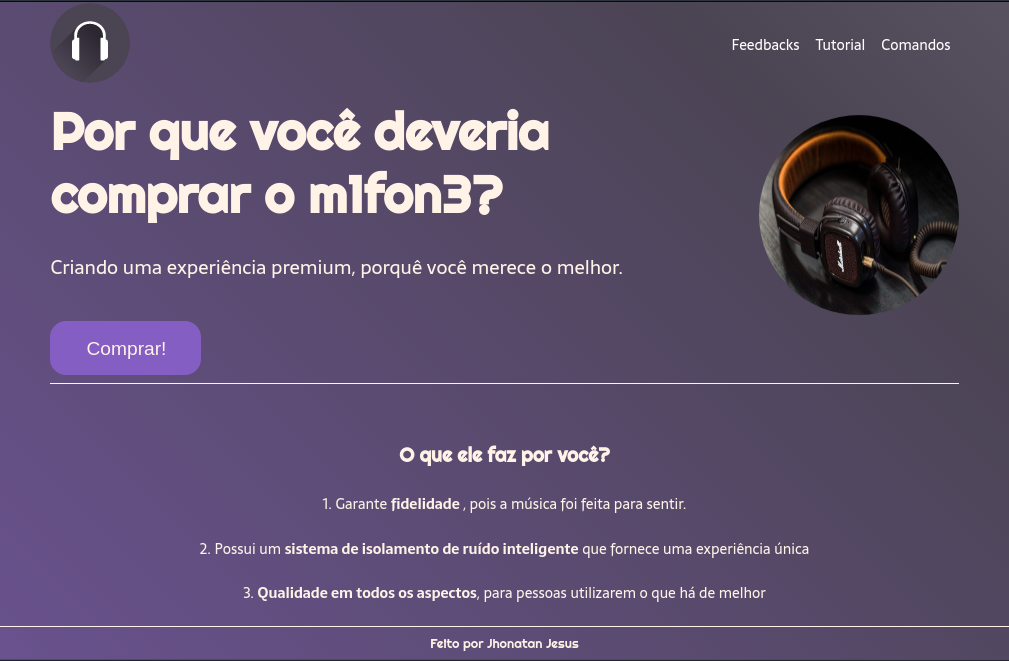 Feedbacks Tutorial Comandos
Por que você deveria
comprar o m1fon3?
Criando uma experiência premium, porquê você merece o melhor.
Marshall
Comprar!
O que ele faz por você?
1. Garante fidelidade , pois a música foi feita para sentir.
2. Possui um sistema de isolamento de ruído inteligente que fornece uma experiência única
3. Qualidade em todos os aspectos, para pessoas utilizarem o que há de melhor
Feito por Jhonatan Jesus